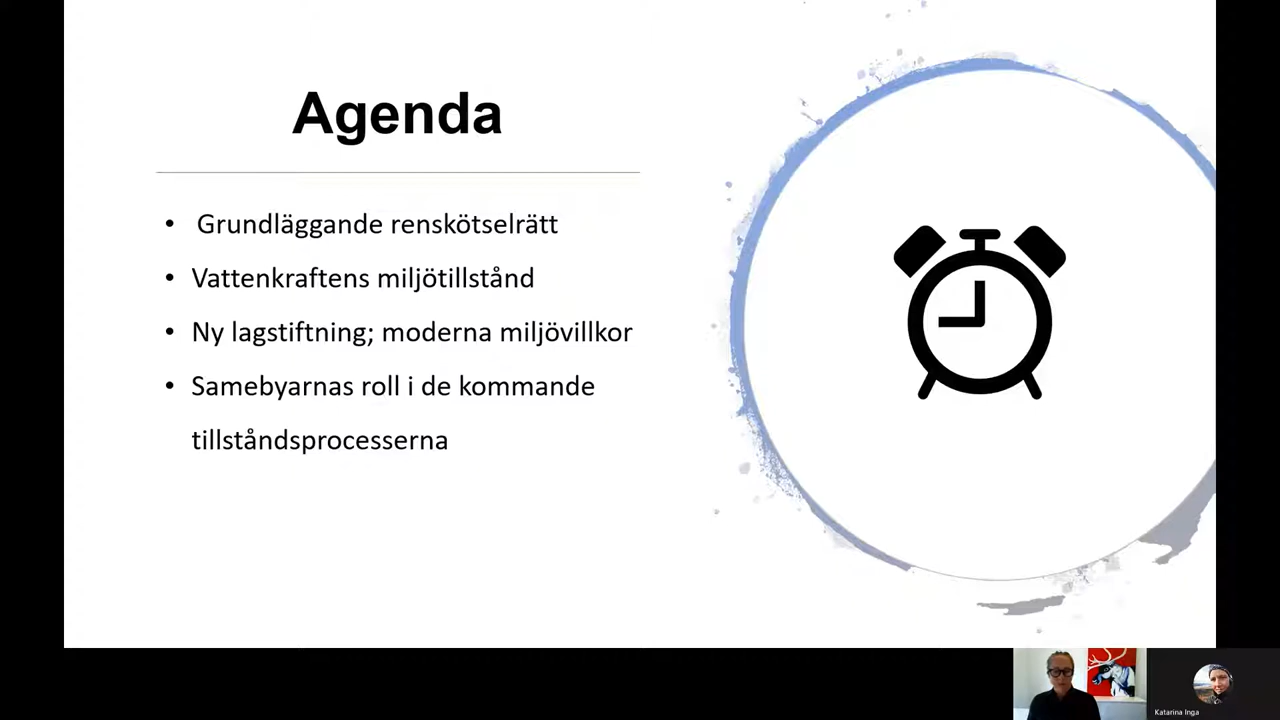 Agenda
• Grundläggande renskötselrätt
• Vattenkraftens miljötillstånd
• Ny lagstiftning; moderna miljövillkor
• Samebyarnas roll i de kommande
tillståndsprocesserna
Katarina Inga